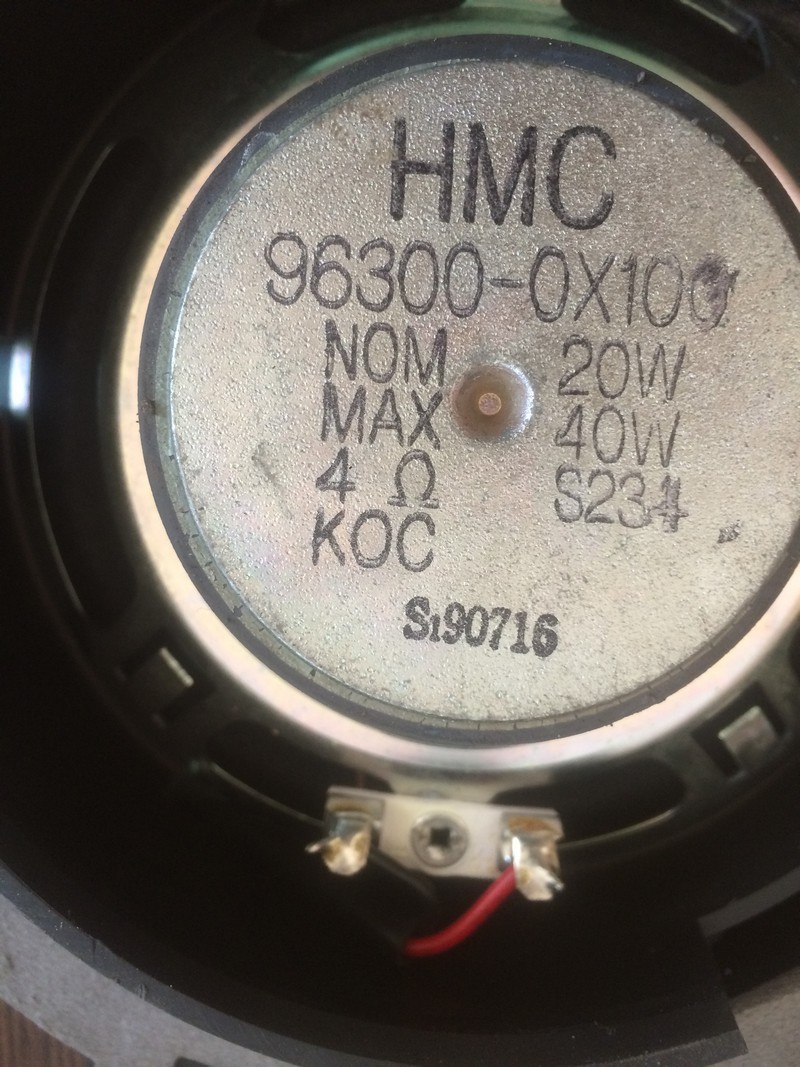 HMC
96300-0X100
NOM 20W
MAX 40W
4 Ω S234
KOC
S190716